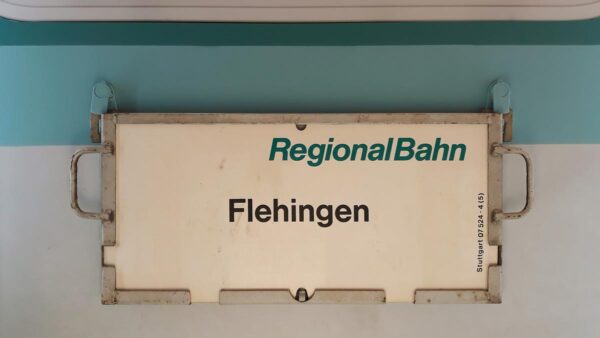 RegionalBahn
Flehingen
Stuttgart 07 524 · 4 (5)